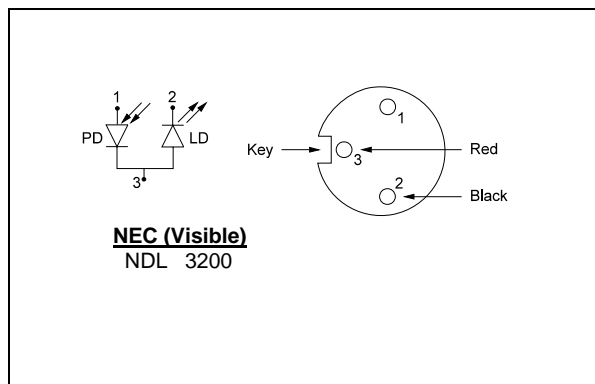 1 2
PD LD
3
NEC (Visible)
NDL 3200
1
Key 3 Red
2 Black